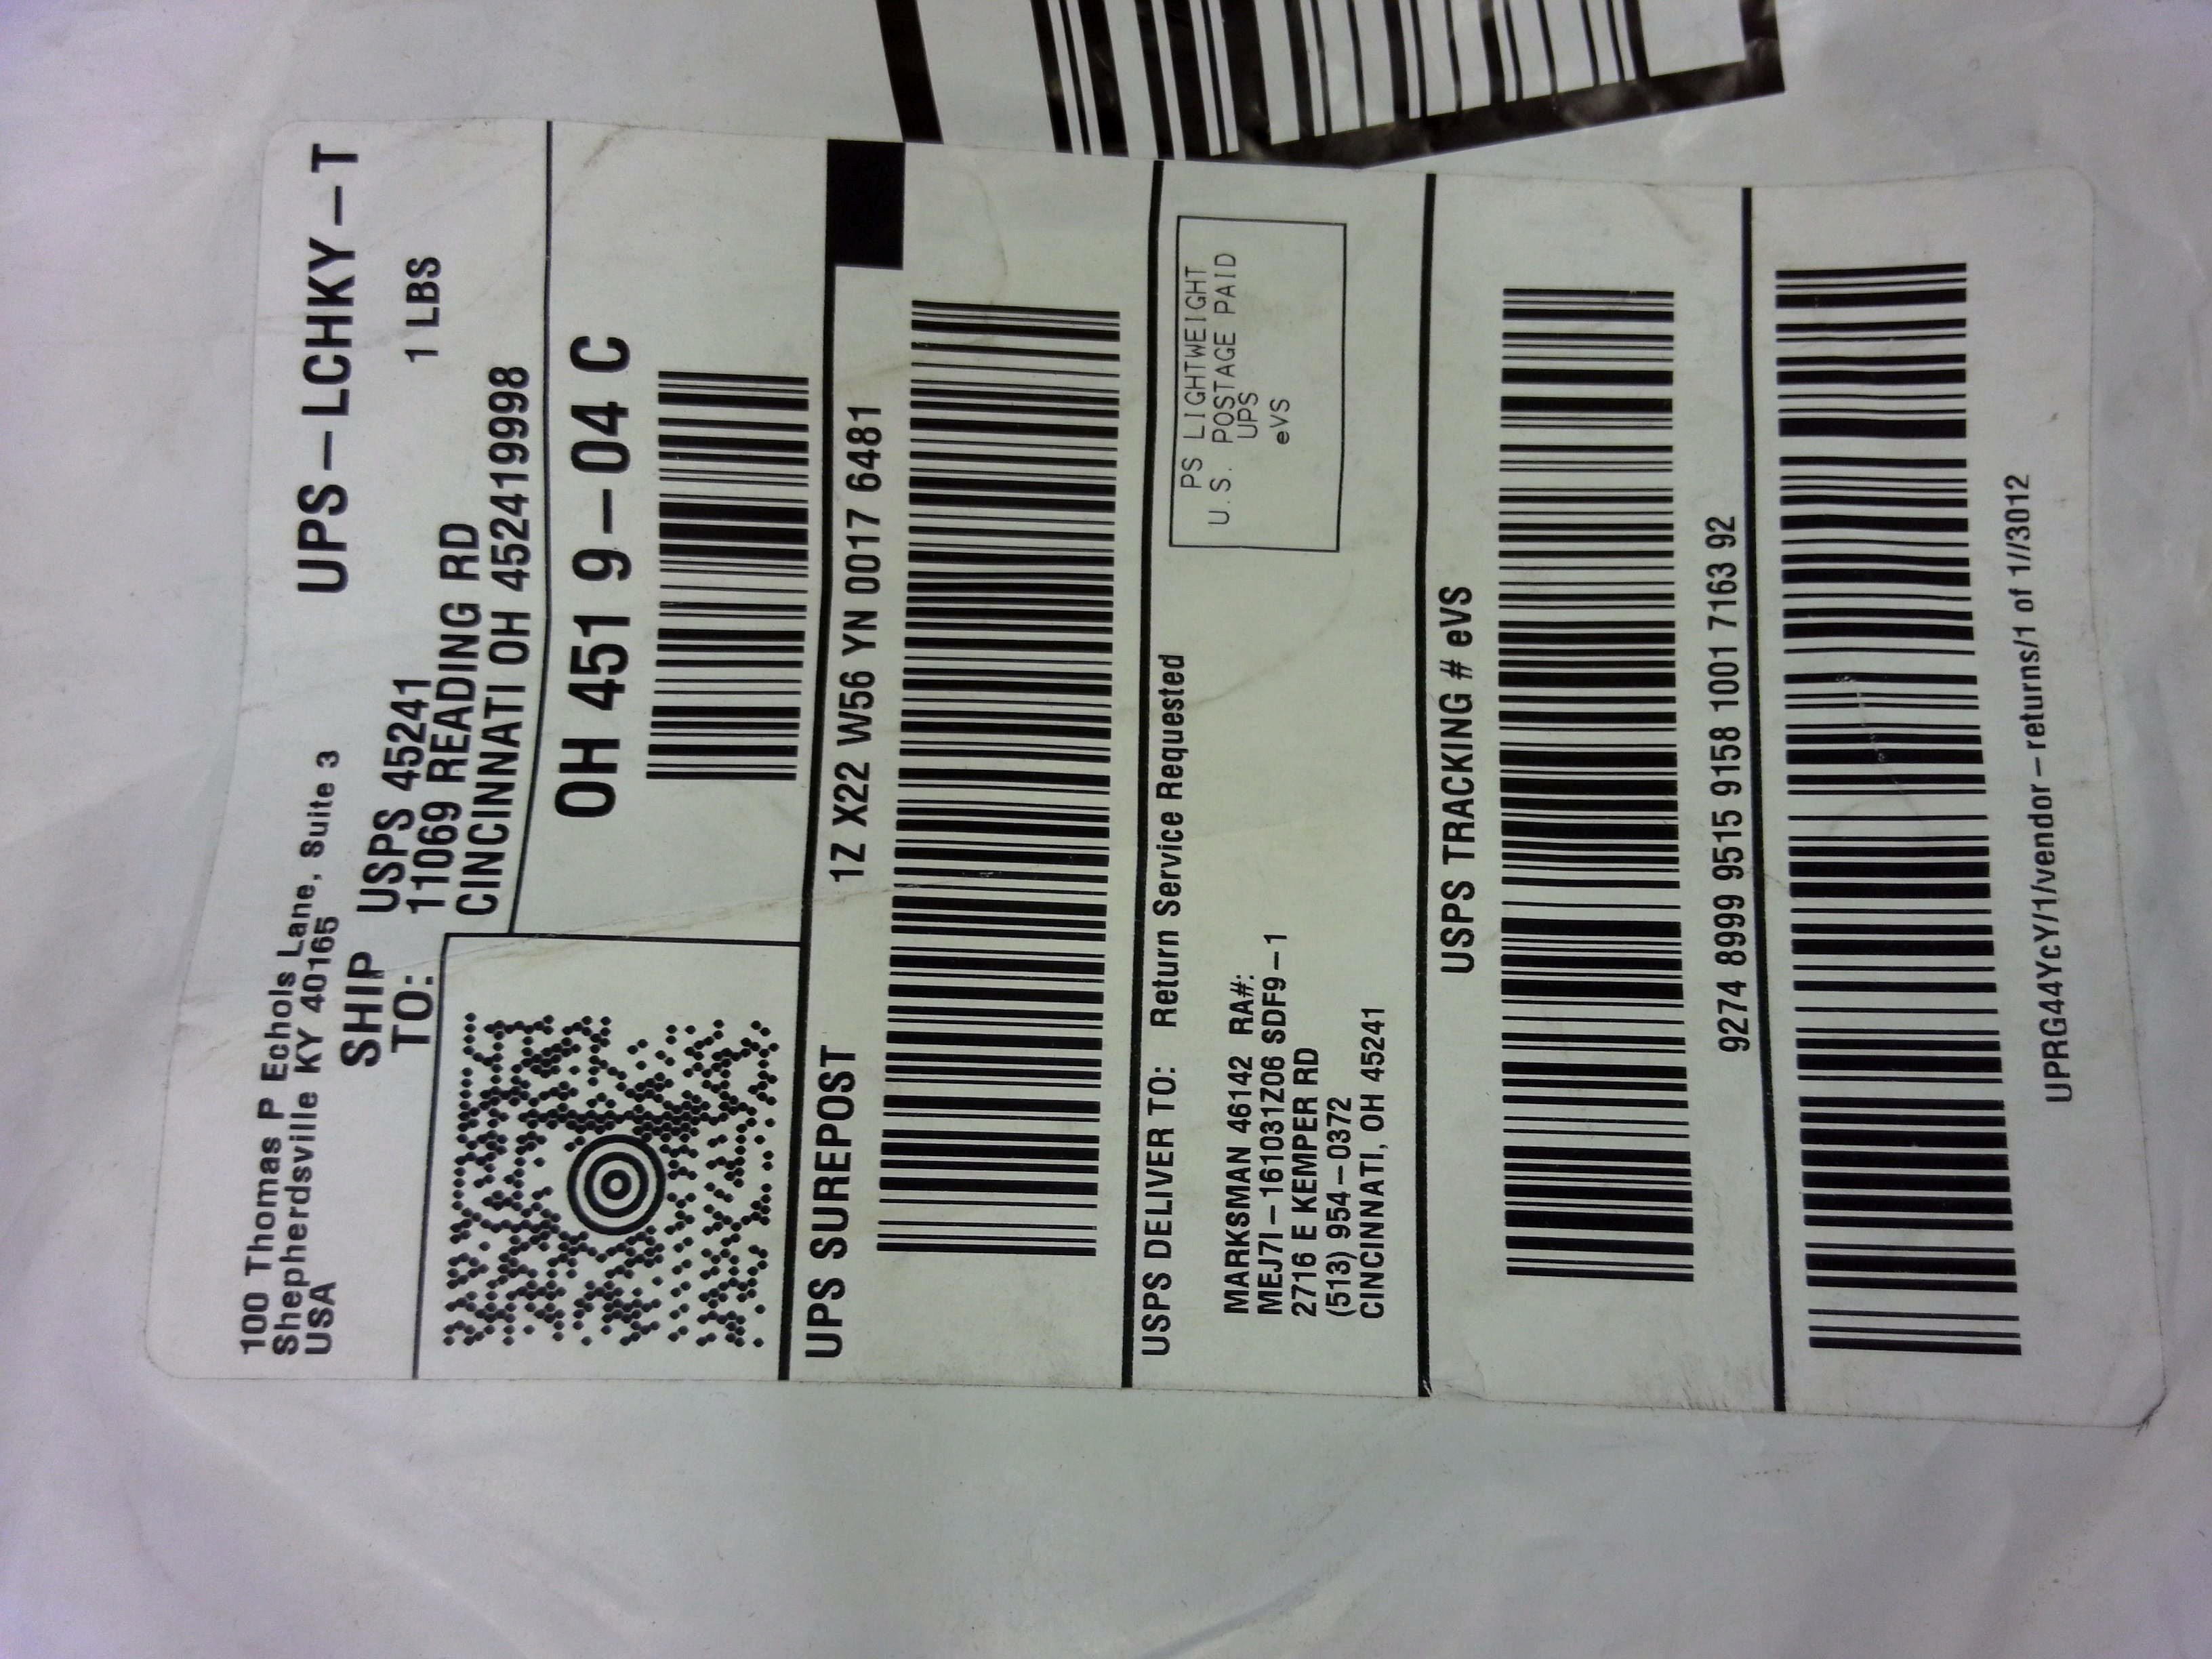 100 Thomas P Echols Lane, Suite 3
Shepherdsville KY 40165
USA
UPS-LCHKY-T
1 LBS
SHIP TO:
USPS 45241
11069 READING RD
CINCINNATI OH 452419998
OH 451 9-04 C
UPS SUREPOST
1Z X22 W56 YN 0017 6481
USPS DELIVER TO: Return Service Requested
PS LIGHTWEIGHT
U.S. POSTAGE PAID
UPS
eVS
MARKSMAN 46142 RA#:
MEJ7I-161031Z06 SDF9-1
2716 E KEMPER RD
(513) 954-0372
CINCINNATI, OH 45241
USPS TRACKING # eVS
9274 8999 9515 9158 1001 7163 92
UPRG44YcY/1/vendor-returns/1 of 1//3012